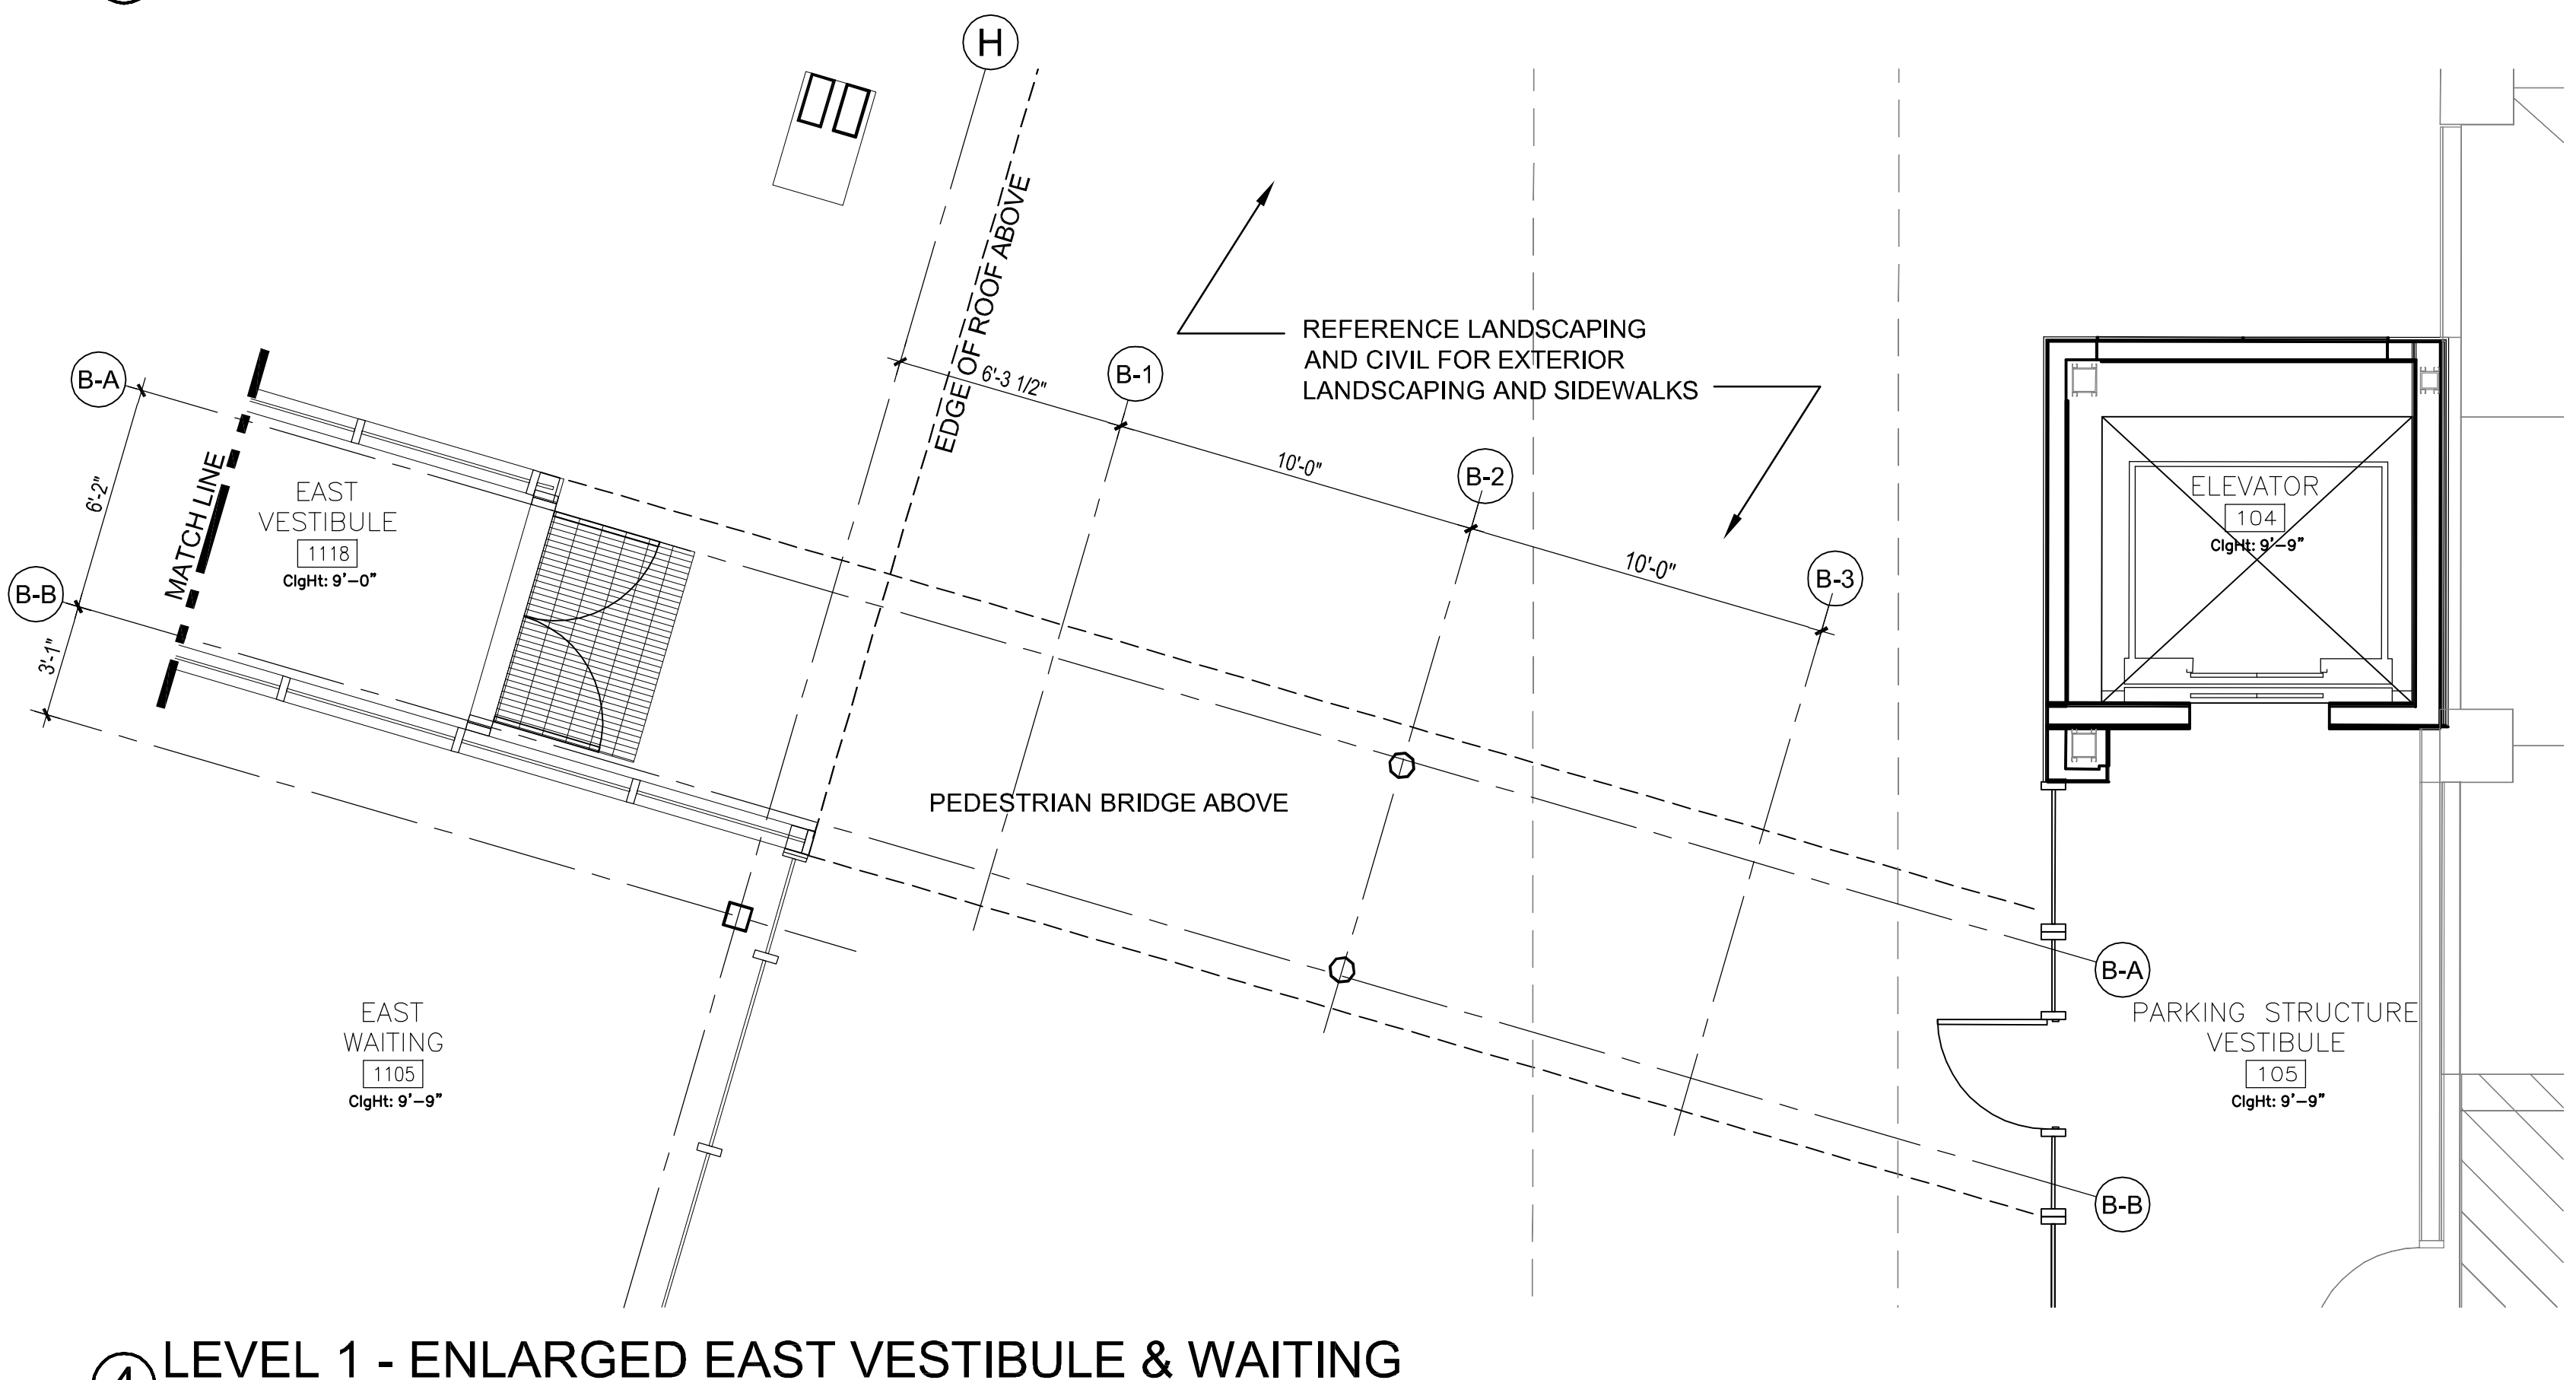 H
EDGE OF ROOF ABOVE
REFERENCE LANDSCAPING
AND CIVIL FOR EXTERIOR
LANDSCAPING AND SIDEWALKS
B-A
6'-3 1/2"
B-1
10'-0"
B-2
10'-0"
B-3
6'-2"
MATCH LINE
EAST
VESTIBULE
1118
ClgHt: 9'-0"
ELEVATOR
104
ClgHt: 9'-9"
B-B
3'-1"
PEDESTRIAN BRIDGE ABOVE
B-A
EAST
WAITING
1105
ClgHt: 9'-9"
PARKING STRUCTURE
VESTIBULE
105
ClgHt: 9'-9"
B-B
4 LEVEL 1 - ENLARGED EAST VESTIBULE & WAITING